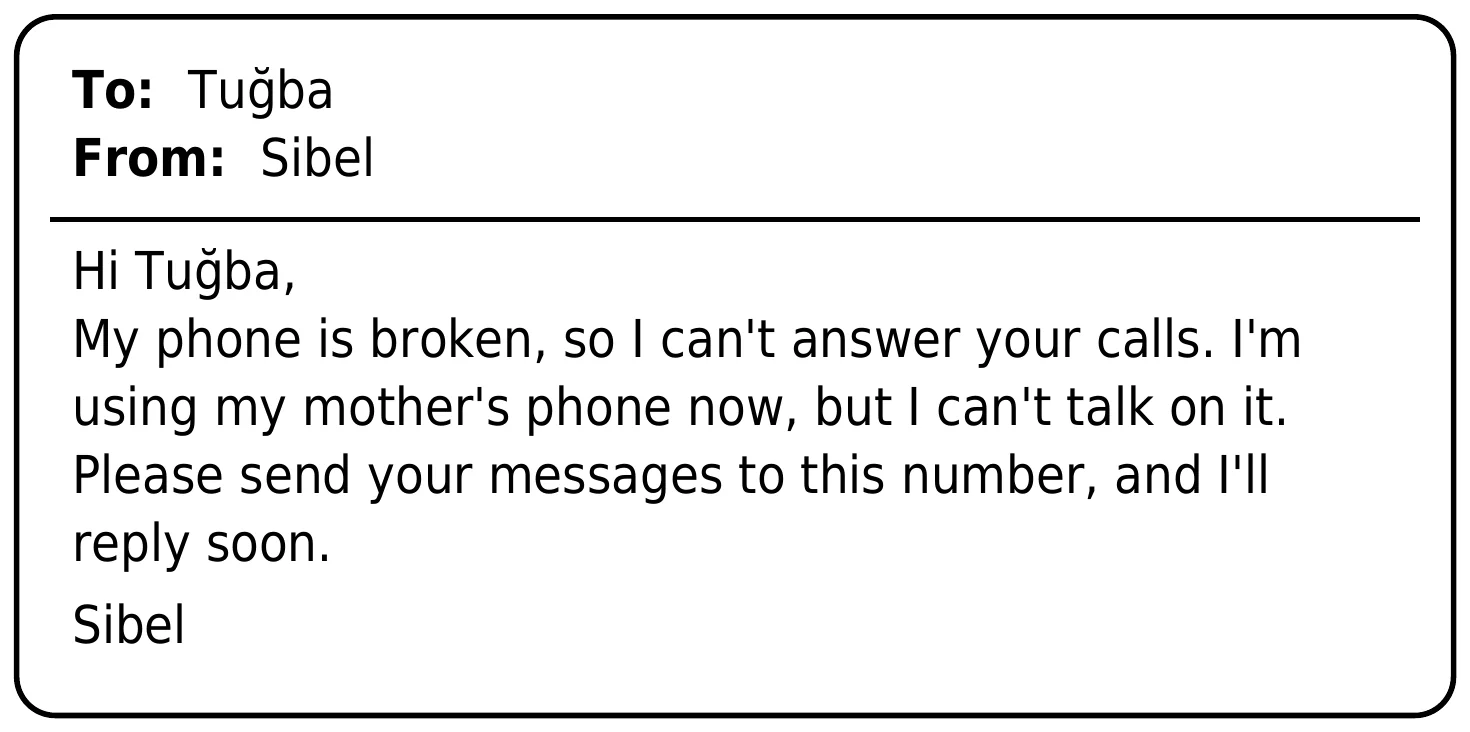 To: Tuğba
From: Sibel
Hi Tuğba,
My phone is broken, so I can't answer your calls. I'm
using my mother's phone now, but I can't talk on it.
Please send your messages to this number, and I'll
reply soon.
Sibel